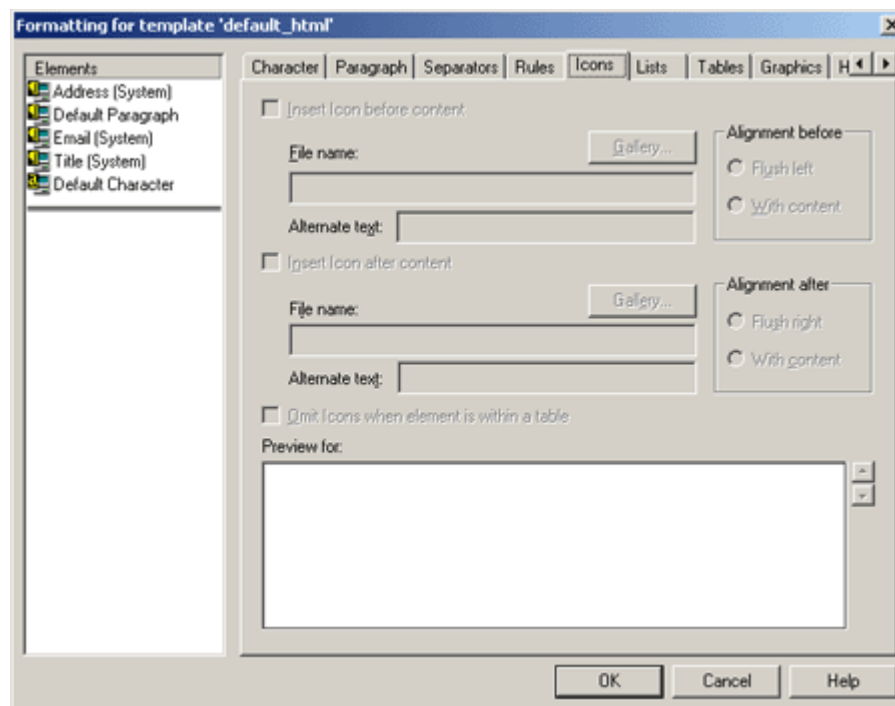 Formatting for template 'default_html'
Elements
Address (System)
Default Paragraph
Email (System)
Title (System)
Default Character
Character Paragraph Separators Rules Icons Lists Tables Graphics H
Insert Icon before content
File name:
Gallery...
Alternate text:
Alignment before
Flush left
With content
Insert Icon after content
File name:
Gallery...
Alternate text:
Alignment after
Flush right
With content
Omit Icons when element is within a table
Preview for:
OK Cancel Help